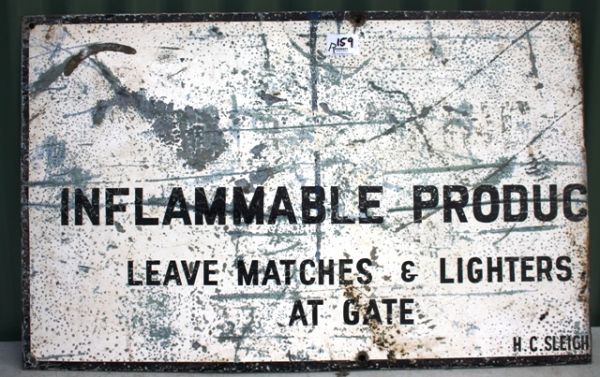 159
INFLAMMABLE PRODUC
LEAVE MATCHES & LIGHTERS
AT GATE
H.C. SLEIGH